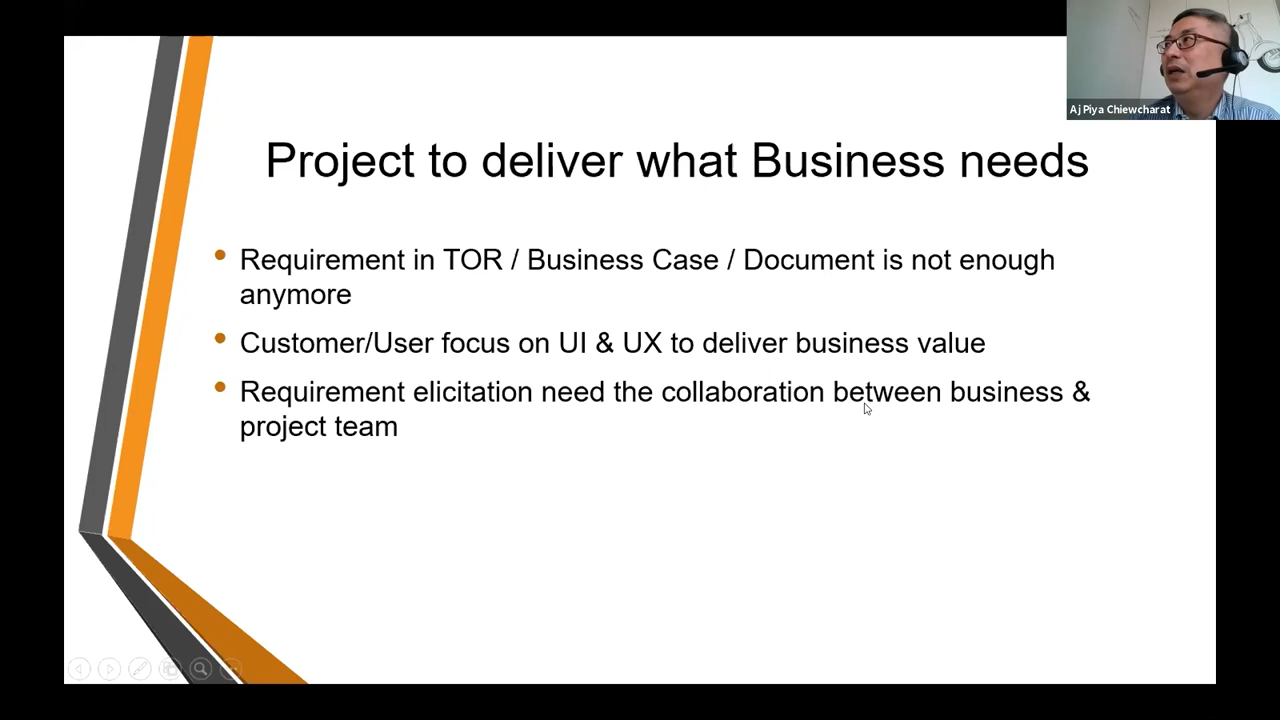 Aj Piya Chiewcharat
Project to deliver what Business needs
Requirement in TOR / Business Case / Document is not enough
anymore
Customer/User focus on UI & UX to deliver business value
Requirement elicitation need the collaboration between business &
project team